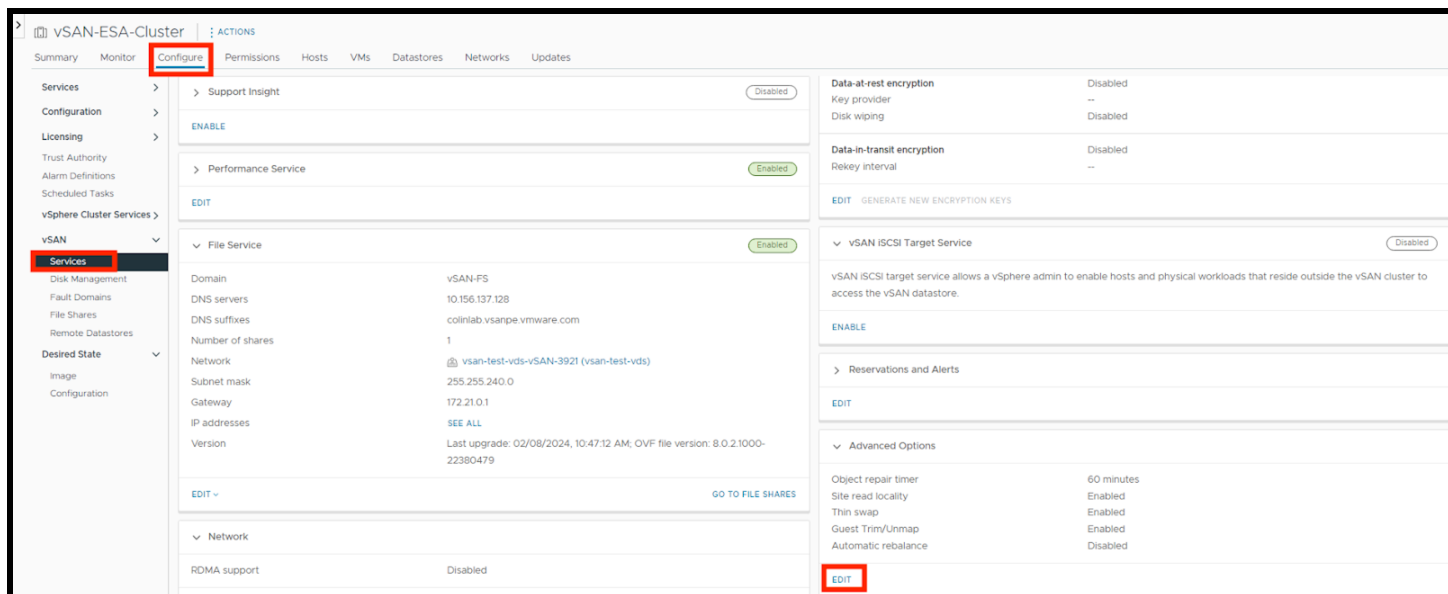 vSAN-ESA-Cluster
ACTIONS
Summary Monitor Configure Permissions Hosts VMs Datastores Networks Updates
Services
Configuration
Licensing
Trust Authority
Alarm Definitions
Scheduled Tasks
vSphere Cluster Services
vSAN
Services
Disk Management
Fault Domains
File Shares
Remote Datastores
Desired State
Image
Configuration
Support Insight Disabled
ENABLE
Performance Service Enabled
EDIT
File Service Enabled
Domain vSAN-FS
DNS servers 10.156.137.128
DNS suffixes colinlab.vsanpe.vmware.com
Number of shares 1
Network vsan-test-vds-vSAN-3921 (vsan-test-vds)
Subnet mask 255.255.240.0
Gateway 172.21.0.1
IP addresses SEE ALL
Version Last upgrade: 02/08/2024, 10:47:12 AM; OVF file version: 8.0.2.1000-
22380479
EDIT GO TO FILE SHARES
Network
RDMA support Disabled
Data-at-rest encryption Disabled
Key provider --
Disk wiping Disabled
Data-in-transit encryption Disabled
Rekey interval --
EDIT GENERATE NEW ENCRYPTION KEYS
vSAN iSCSI Target Service Disabled
vSAN iSCSI target service allows a vSphere admin to enable hosts and physical workloads that reside outside the vSAN cluster to
access the vSAN datastore.
ENABLE
Reservations and Alerts
EDIT
Advanced Options
Object repair timer 60 minutes
Site read locality Enabled
Thin swap Enabled
Guest Trim/Unmap Enabled
Automatic rebalance Disabled
EDIT